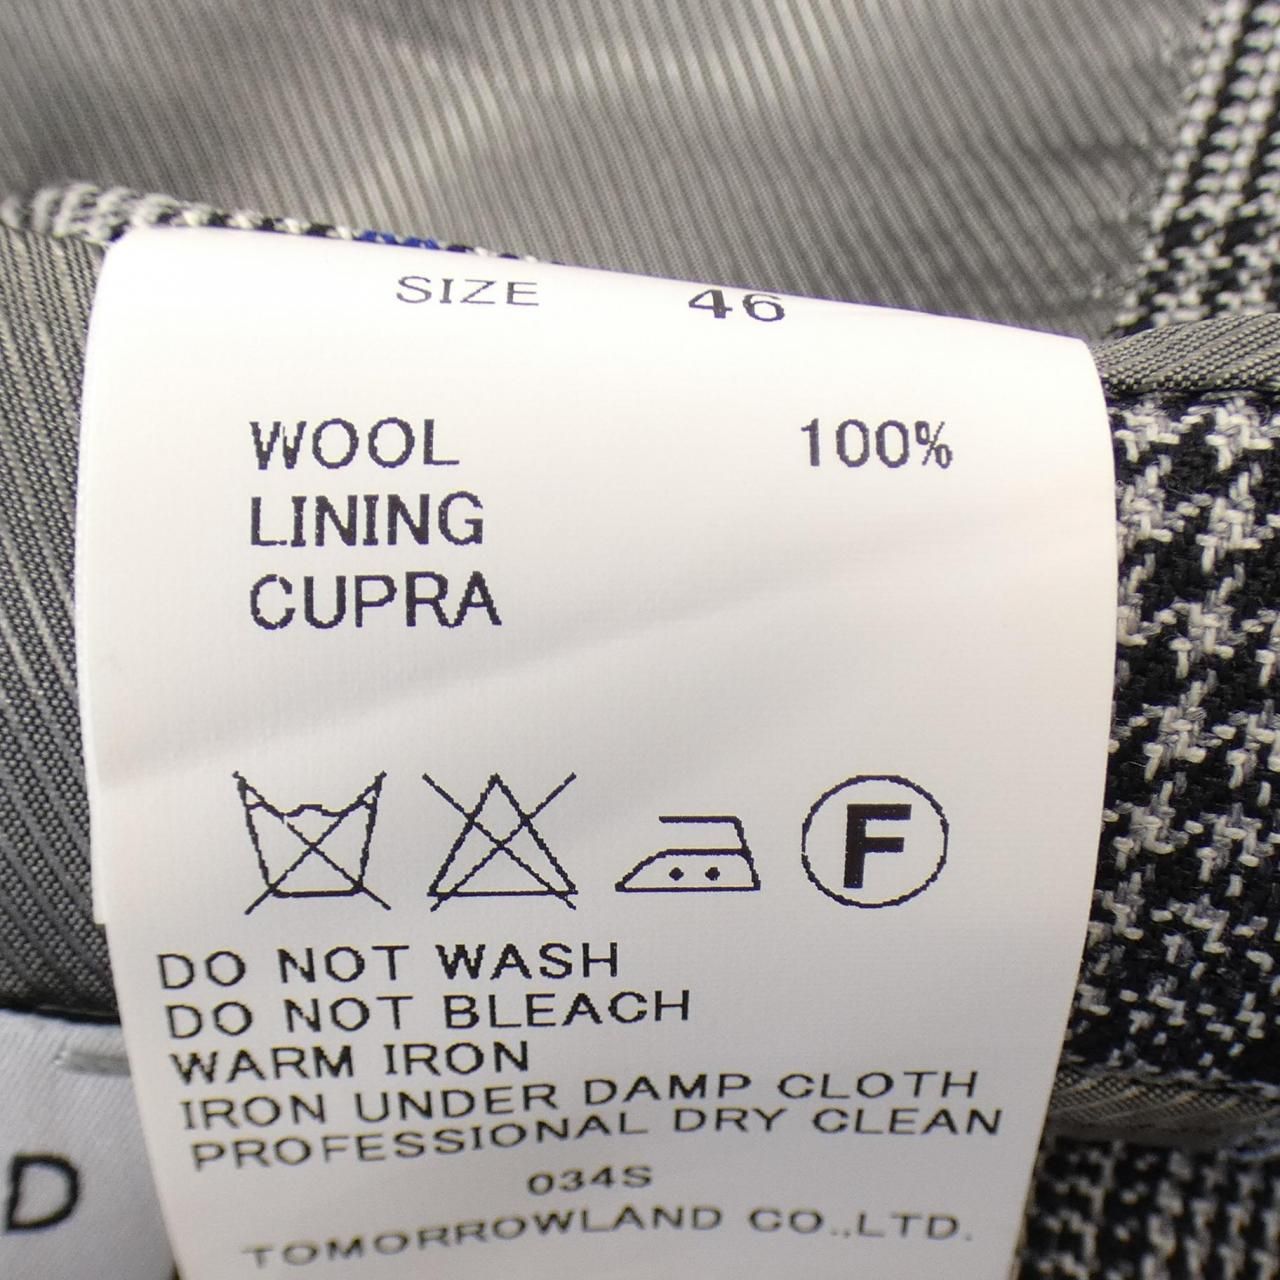 SIZE 46
WOOL 100%
LINING
CUPRA
F
DO NOT WASH
DO NOT BLEACH
WARM IRON
IRON UNDER DAMP CLOTH
PROFESSIONAL DRY CLEAN
034S
TOMORROWLAND CO.,LTD.
D